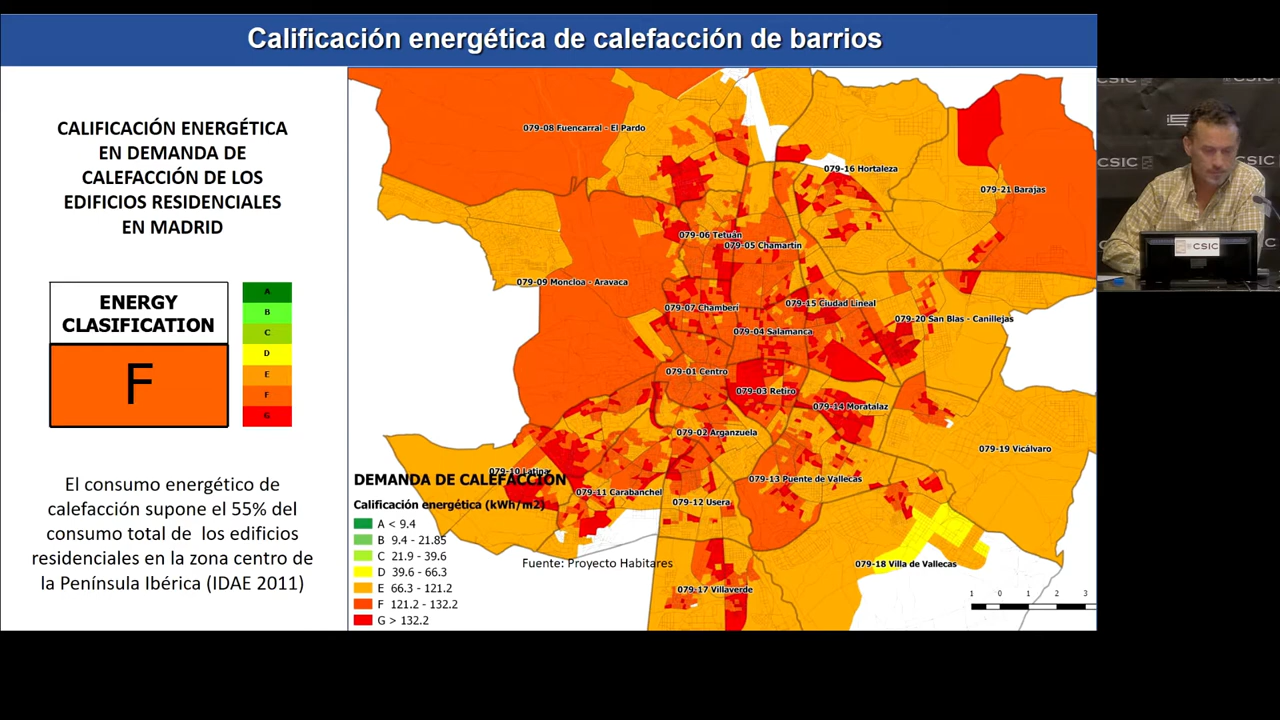 Calificación energética de calefacción de barrios
CALIFICACIÓN ENERGÉTICA
EN DEMANDA DE
CALEFACCIÓN DE LOS
EDIFICIOS RESIDENCIALES
EN MADRID
ENERGY
CLASIFICATION
F
A
B
C
D
E
F
G
El consumo energético de
calefacción supone el 55% del
consumo total de los edificios
residenciales en la zona centro de
la Península Ibérica (IDAE 2011)
079-08 Fuencarral - El Pardo
079-16 Hortaleza
079-21 Barajas
079-06 Tetuán
079-05 Chamartín
079-09 Moncloa - Aravaca
079-07 Chamberí
079-15 Ciudad Lineal
079-20 San Blas - Canillejas
079-04 Salamanca
079-01 Centro
079-03 Retiro
079-14 Moratalaz
079-02 Arganzuela
079-19 Vicálvaro
079-10 Latina
079-13 Puente de Vallecas
079-11 Carabanchel
079-12 Usera
079-18 Villa de Vallecas
079-17 Villaverde
DEMANDA DE CALEFACCIÓN
Calificación energética (kWh/m2)
A < 9.4
B 9.4 - 21.85
C 21.9 - 39.6
D 39.6 - 66.3
E 66.3 - 121.2
F 121.2 - 132.2
G > 132.2
Fuente: Proyecto Habitares
1 0 1 2 3
CSIC
CSIC
CSIC
CSIC